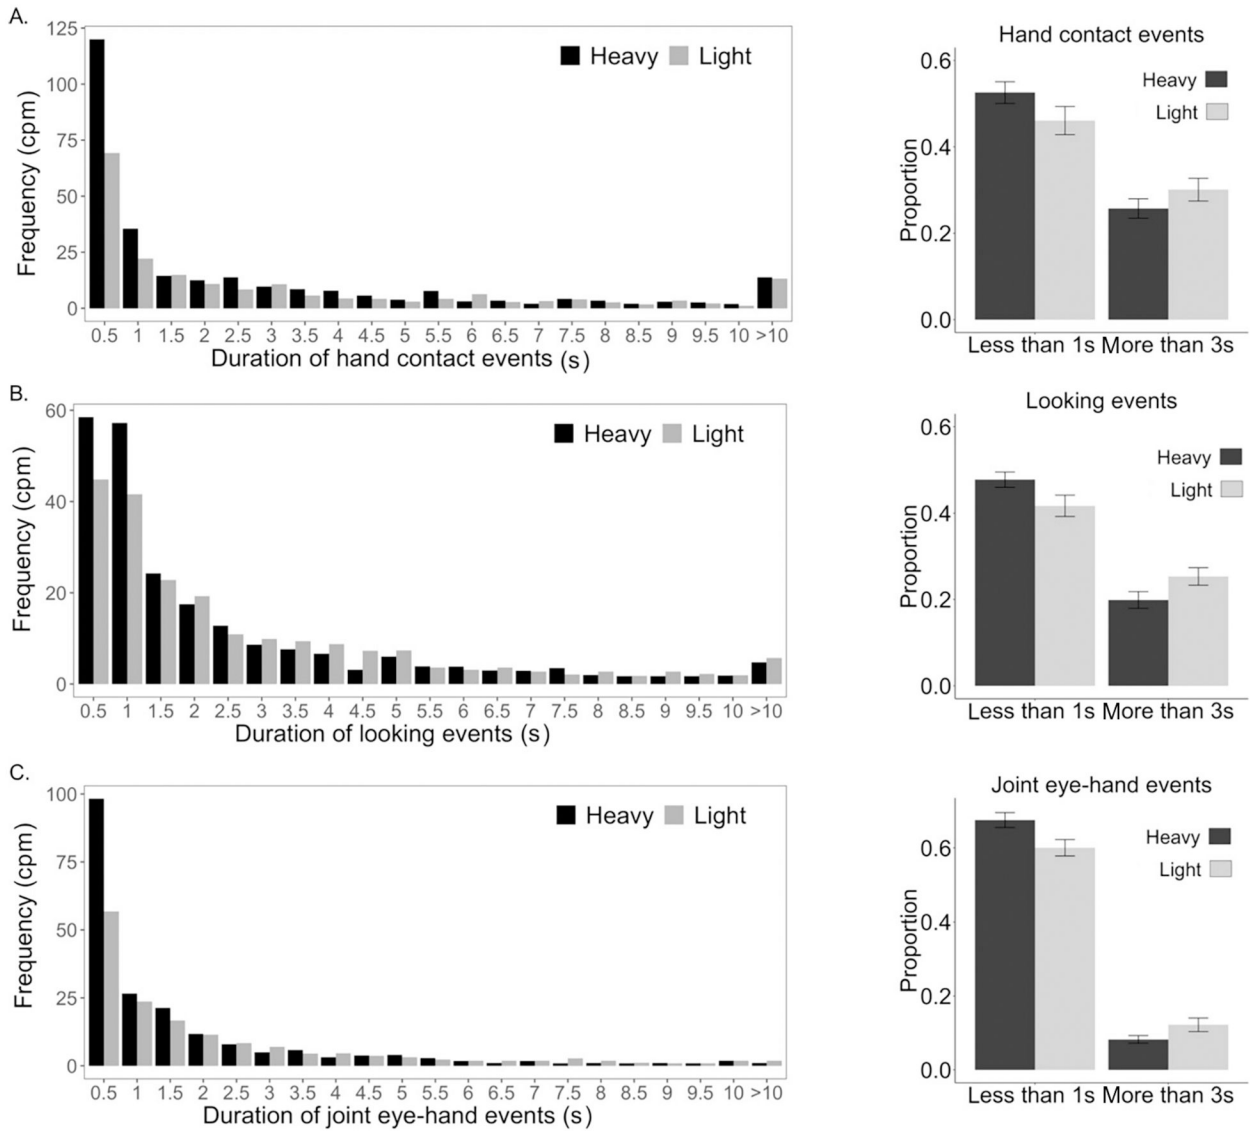 A.
125
100
75
50
25
0
Frequency (cpm)
Heavy Light
0.5 1 1.5 2 2.5 3 3.5 4 4.5 5 5.5 6 6.5 7 7.5 8 8.5 9 9.5 10 >10
Duration of hand contact events (s)
Hand contact events
0.6
0.4
0.2
0.0
Proportion
Heavy
Light
Less than 1s More than 3s
B.
60
40
20
0
Frequency (cpm)
Heavy Light
0.5 1 1.5 2 2.5 3 3.5 4 4.5 5 5.5 6 6.5 7 7.5 8 8.5 9 9.5 10 >10
Duration of looking events (s)
Looking events
0.6
0.4
0.2
0.0
Proportion
Heavy
Light
Less than 1s More than 3s
C.
100
75
50
25
0
Frequency (cpm)
Heavy Light
0.5 1 1.5 2 2.5 3 3.5 4 4.5 5 5.5 6 6.5 7 7.5 8 8.5 9 9.5 10 >10
Duration of joint eye-hand events (s)
Joint eye-hand events
0.6
0.4
0.2
0.0
Proportion
Heavy
Light
Less than 1s More than 3s